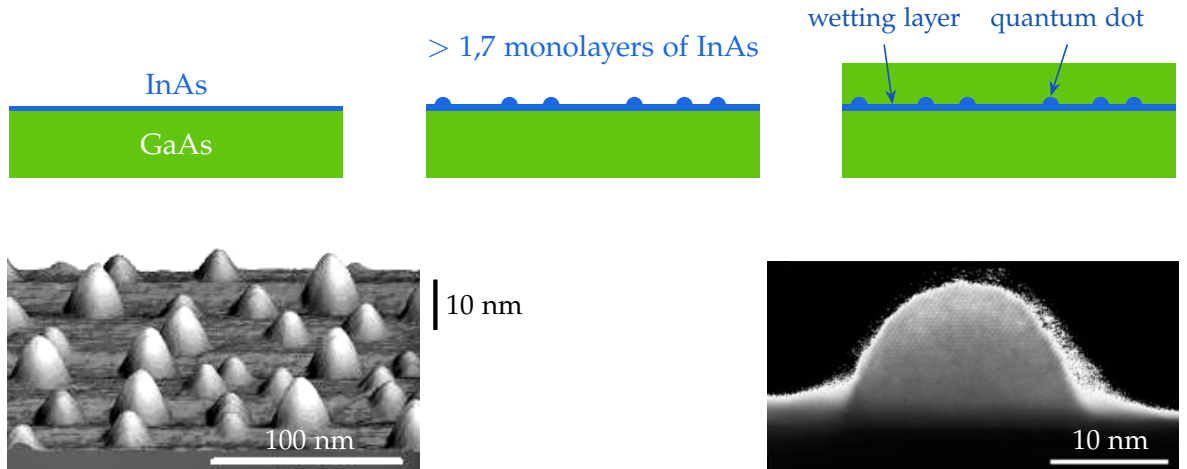 wetting layer
quantum dot
> 1,7 monolayers of InAs
InAs
GaAs
10 nm
100 nm
10 nm